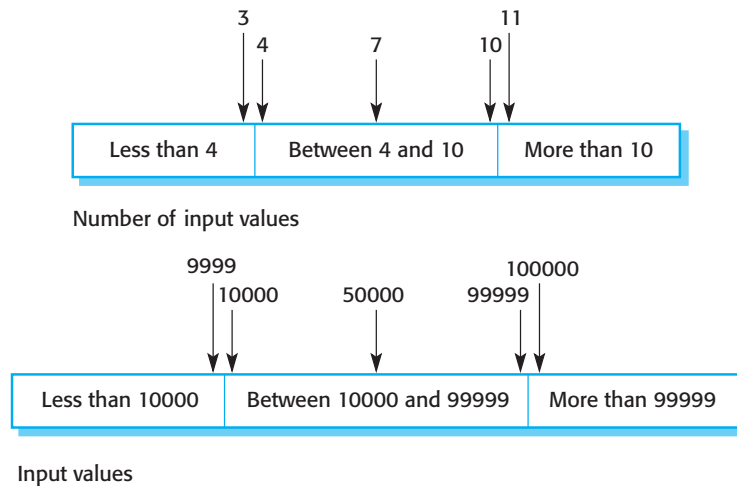 3
11
4
7
10
Less than 4
Between 4 and 10
More than 10
Number of input values
9999
100000
10000
50000
99999
Less than 10000
Between 10000 and 99999
More than 99999
Input values